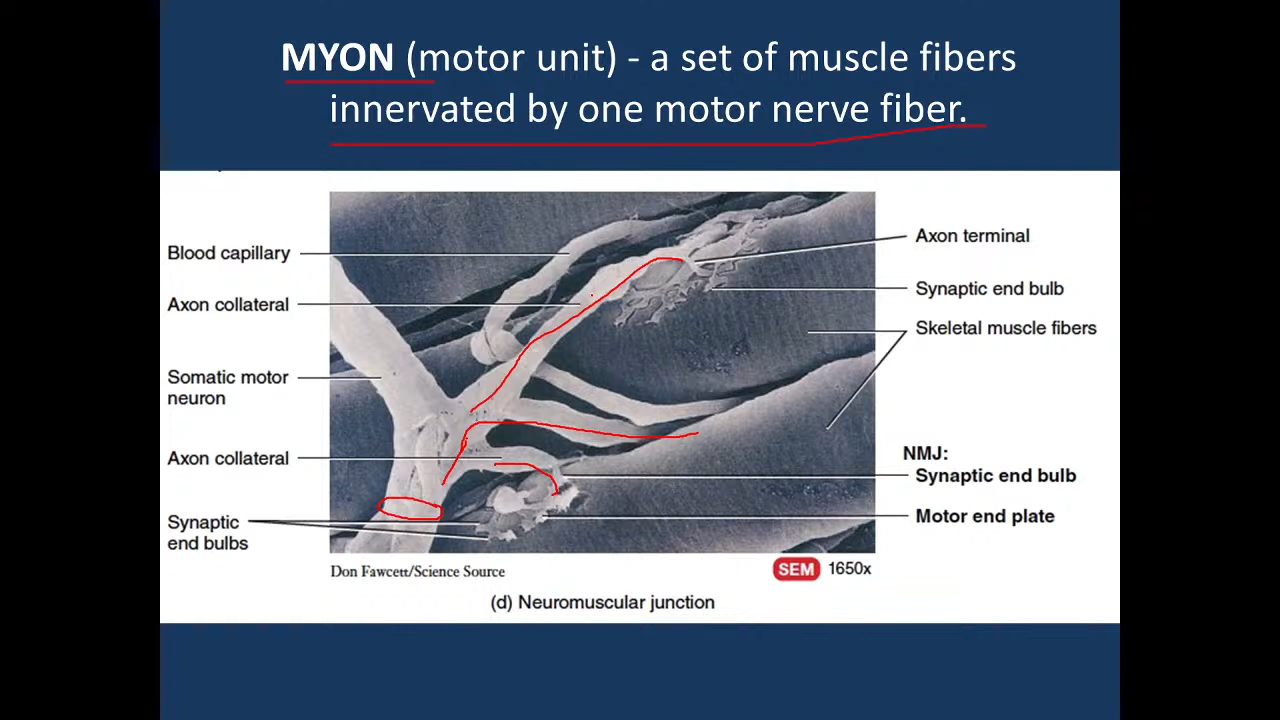 MYON (motor unit) - a set of muscle fibers
innervated by one motor nerve fiber.
Blood capillary
Axon collateral
Somatic motor
neuron
Axon collateral
Synaptic
end bulbs
Axon terminal
Synaptic end bulb
Skeletal muscle fibers
NMJ:
Synaptic end bulb
Motor end plate
Don Fawcett/Science Source
SEM 1650x
(d) Neuromuscular junction